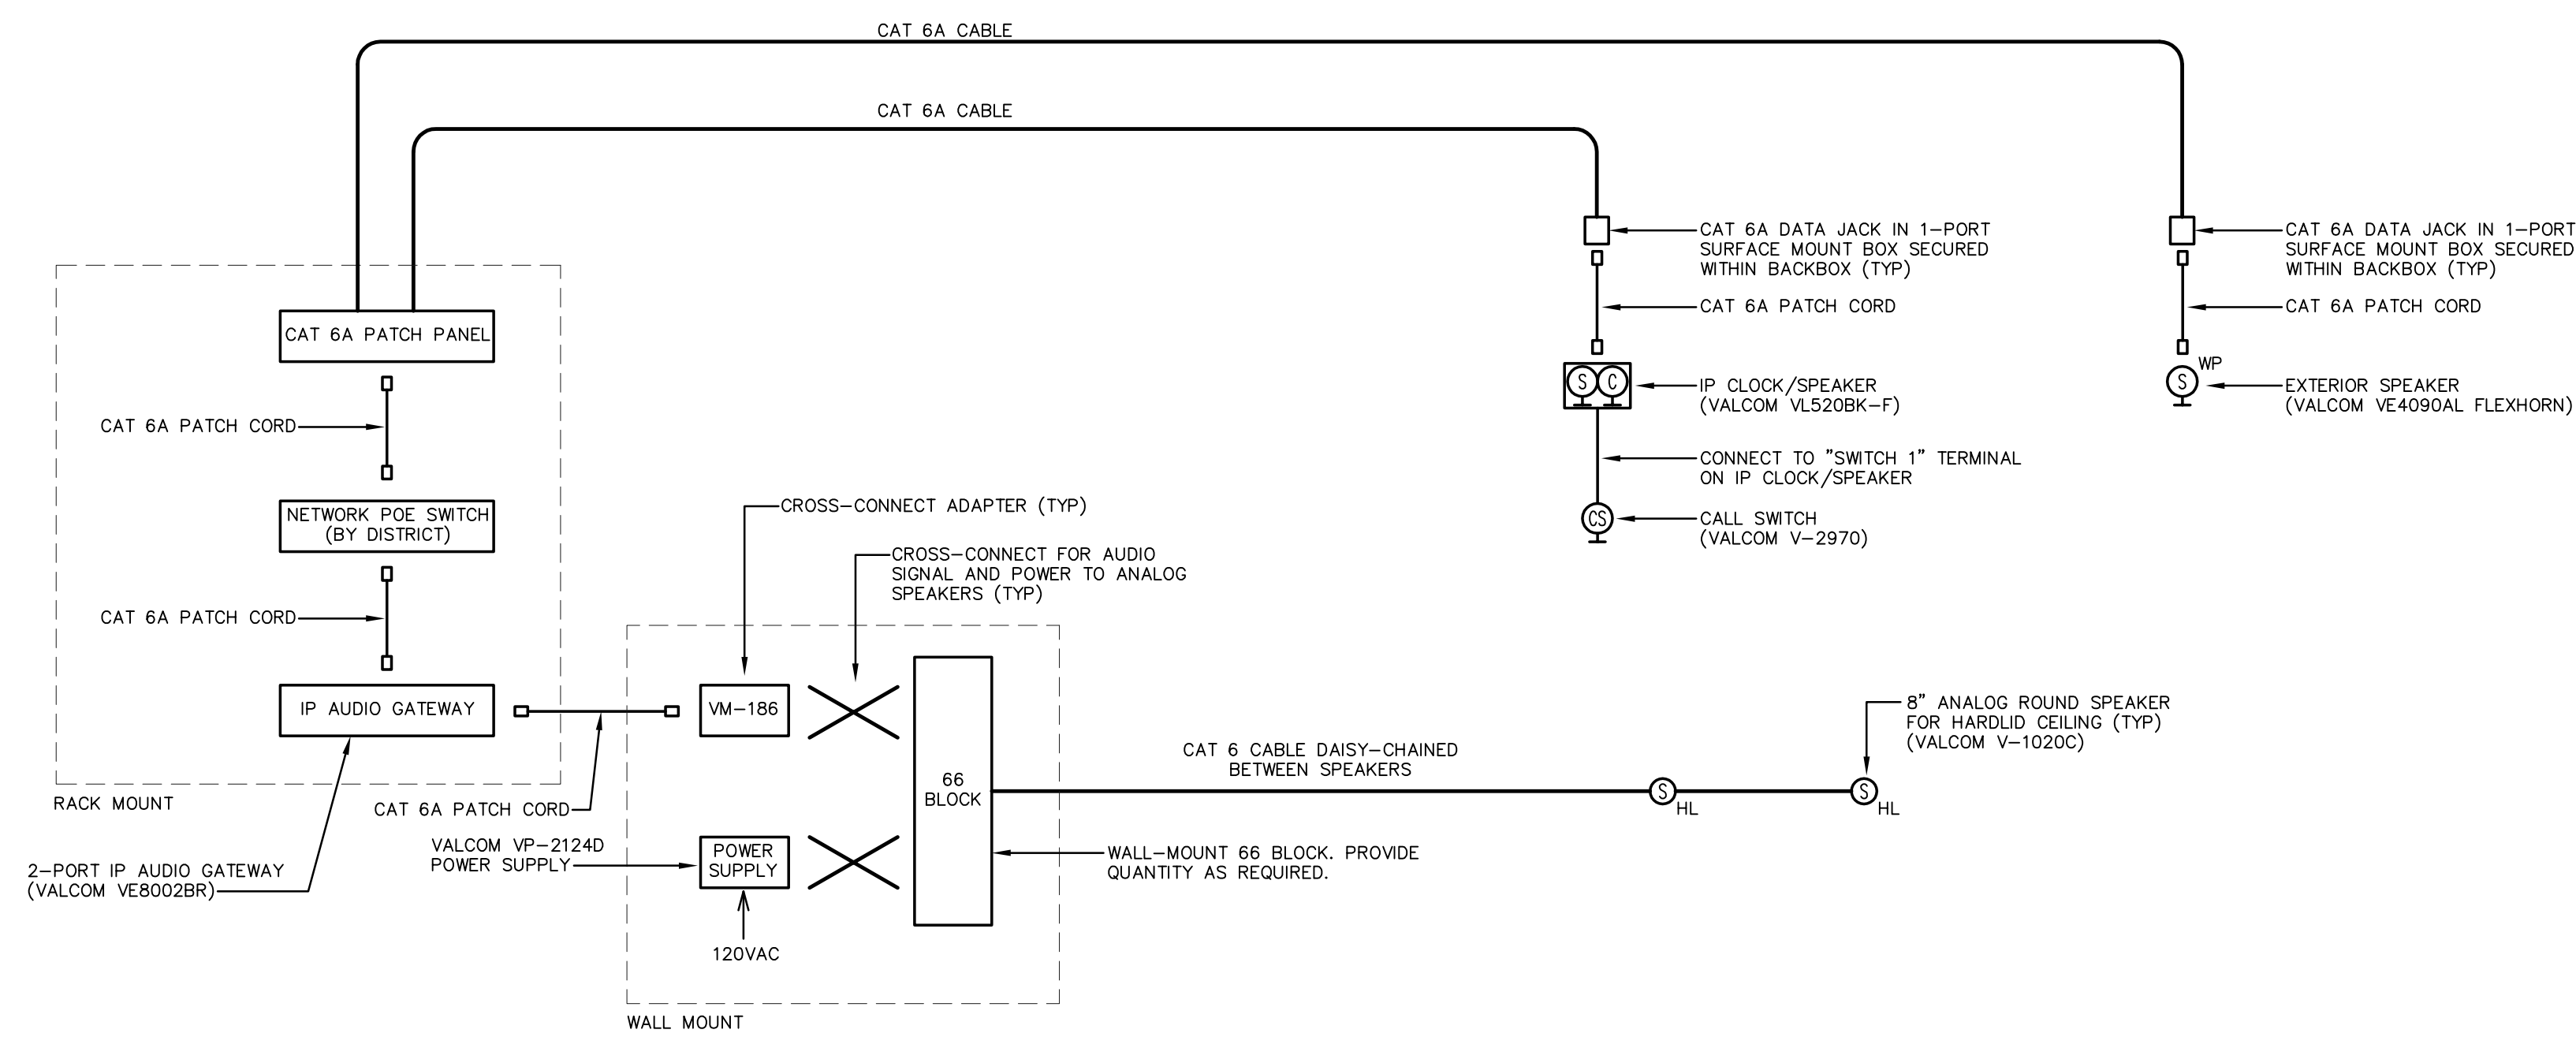 CAT 6A CABLE
CAT 6A CABLE
CAT 6A DATA JACK IN 1-PORT
SURFACE MOUNT BOX SECURED
WITHIN BACKBOX (TYP)
CAT 6A DATA JACK IN 1-PORT
SURFACE MOUNT BOX SECURED
WITHIN BACKBOX (TYP)
CAT 6A PATCH CORD
CAT 6A PATCH CORD
CAT 6A PATCH PANEL
S C
IP CLOCK/SPEAKER
(VALCOM VL520BK-F)
WP
S
EXTERIOR SPEAKER
(VALCOM VE4090AL FLEXHORN)
CAT 6A PATCH CORD
CONNECT TO "SWITCH 1" TERMINAL
ON IP CLOCK/SPEAKER
CS
CALL SWITCH
(VALCOM V-2970)
NETWORK POE SWITCH
(BY DISTRICT)
CROSS-CONNECT ADAPTER (TYP)
CROSS-CONNECT FOR AUDIO
SIGNAL AND POWER TO ANALOG
SPEAKERS (TYP)
CAT 6A PATCH CORD
IP AUDIO GATEWAY
VM-186
8" ANALOG ROUND SPEAKER
FOR HARDLID CEILING (TYP)
(VALCOM V-1020C)
CAT 6 CABLE DAISY-CHAINED
BETWEEN SPEAKERS
66
BLOCK
S
HL
S
HL
RACK MOUNT
CAT 6A PATCH CORD
VALCOM VP-2124D
POWER SUPPLY
POWER
SUPPLY
WALL-MOUNT 66 BLOCK. PROVIDE
QUANTITY AS REQUIRED.
2-PORT IP AUDIO GATEWAY
(VALCOM VE8002BR)
120VAC
WALL MOUNT